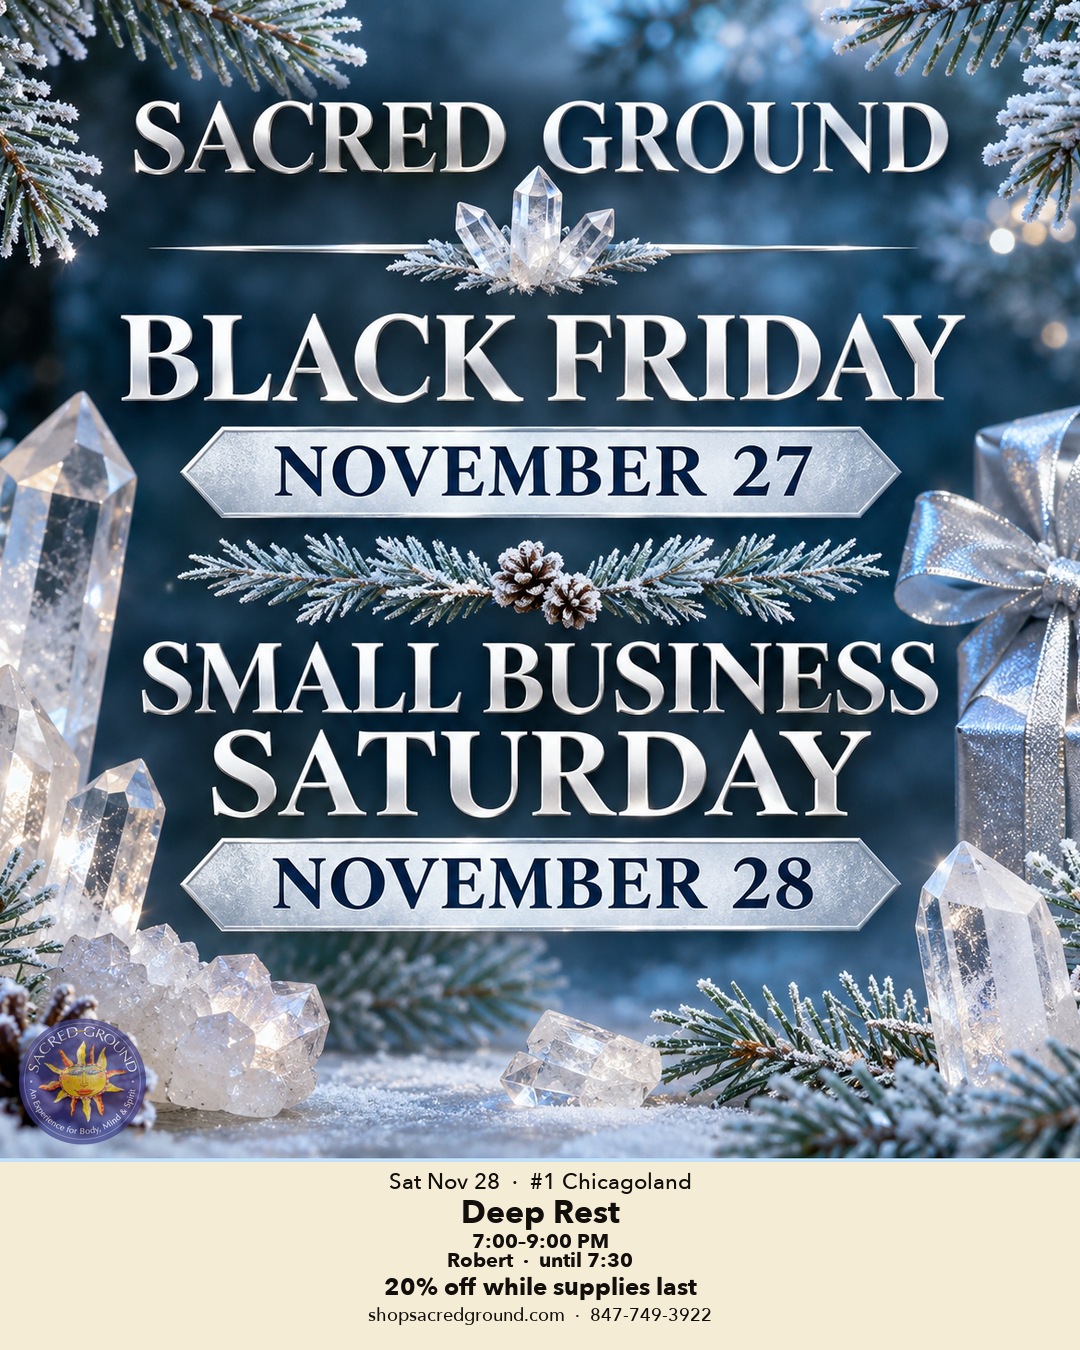 SACRED GROUND
BLACK FRIDAY
NOVEMBER 27
SMALL BUSINESS
SATURDAY
NOVEMBER 28
SACRED GROUND
An Experience for Body, Mind & Spirit
Sat Nov 28 · #1 Chicagoland
Deep Rest
7:00–9:00 PM
Robert · until 7:30
20% off while supplies last
shopsacredground.com · 847-749-3922